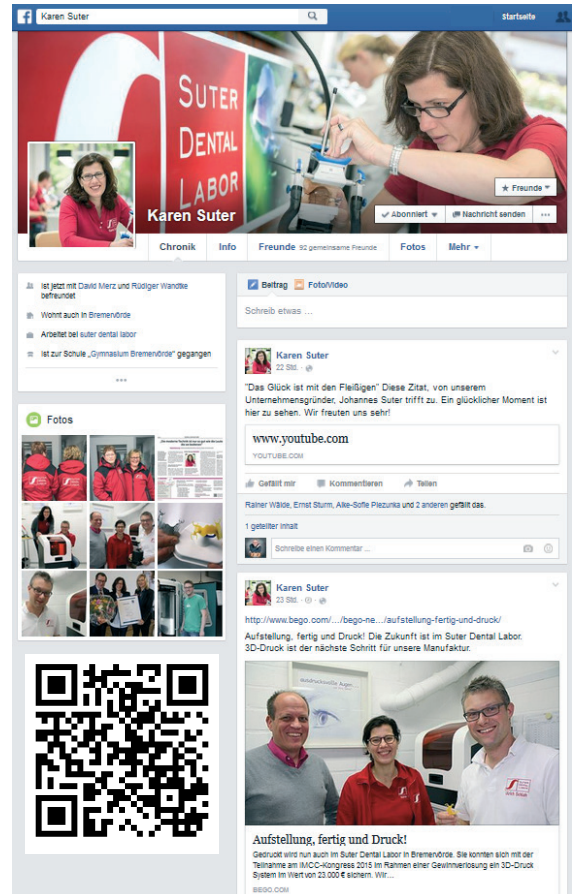 Karen Suter
Startseite
SUTER
DENTAL
LABOR
Karen Suter
Freunde
Abonniert
Nachricht senden
Chronik
Info
Freunde 92 gemeinsame Freunde
Fotos
Mehr
Ist jetzt mit David Merz und Rüdiger Wandtke
befreundet
Wohnt auch in Bremervörde
Arbeitet bei suter dental labor
Ist zur Schule „Gymnasium Bremervörde" gegangen
Fotos
Beitrag
Foto/Video
Schreib etwas ...
Karen Suter
22 Std.
"Das Glück ist mit den Fleißigen" Diese Zitat, von unserem
Unternehmensgründer, Johannes Suter trifft zu. Ein glücklicher Moment ist
hier zu sehen. Wir freuten uns sehr!
www.youtube.com
YOUTUBE.COM
Gefällt mir
Kommentieren
Teilen
Rainer Wälde, Ernst Sturm, Alke-Sofie Plezunka und 2 anderen gefällt das.
1 geteilter Inhalt
Schreibe einen Kommentar ...
Karen Suter
23 Std.
http://www.bego.com/.../bego-ne.../aufstellung-fertig-und-druck/
Aufstellung, fertig und Druck! Die Zukunft ist im Suter Dental Labor.
3D-Druck ist der nächste Schritt für unsere Manufaktur.
ausdrucksvolle Augen
Aufstellung, fertig und Druck!
Gedruckt wird nun auch im Suter Dental Labor in Bremervörde. Sie konnten sich mit der
Teilnahme am IMCC-Kongress 2015 im Rahmen einer Gewinnverlosung ein 3D-Druck
System im Wert von 23.000 € sichern. Wir...
BEGO.COM